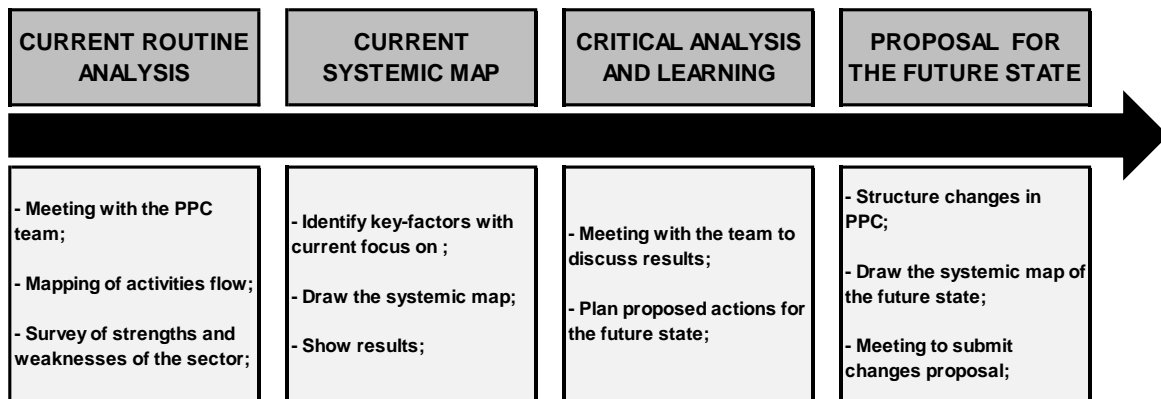 CURRENT ROUTINE
ANALYSIS
CURRENT
SYSTEMIC MAP
CRITICAL ANALYSIS
AND LEARNING
PROPOSAL FOR
THE FUTURE STATE
- Meeting with the PPC
team;
- Mapping of activities flow;
- Survey of strengths and
weaknesses of the sector;
- Identify key-factors with
current focus on ;
- Draw the systemic map;
- Show results;
- Meeting with the team to
discuss results;
- Plan proposed actions for
the future state;
- Structure changes in
PPC;
- Draw the systemic map of
the future state;
- Meeting to submit
changes proposal;